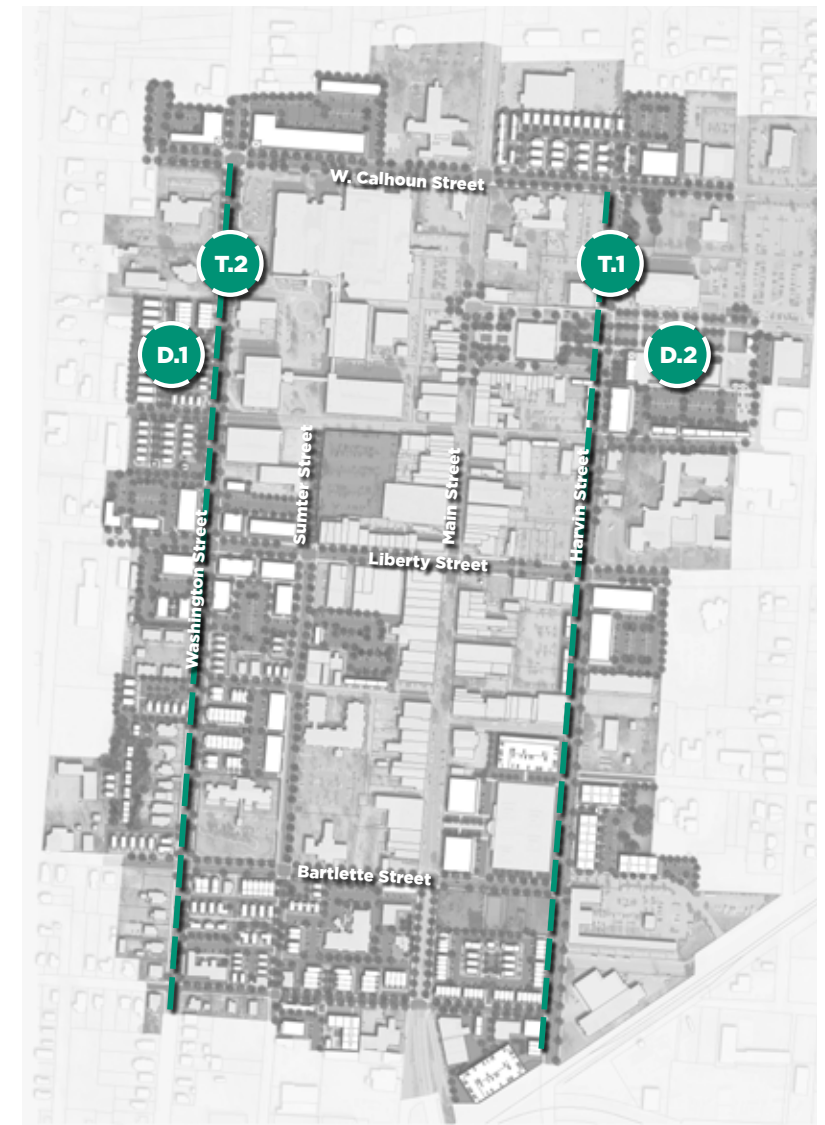 W. Calhoun Street
T.2
T.1
D.1
D.2
Sumter Street
Main Street
Harvin Street
Washington Street
Liberty Street
Bartlette Street